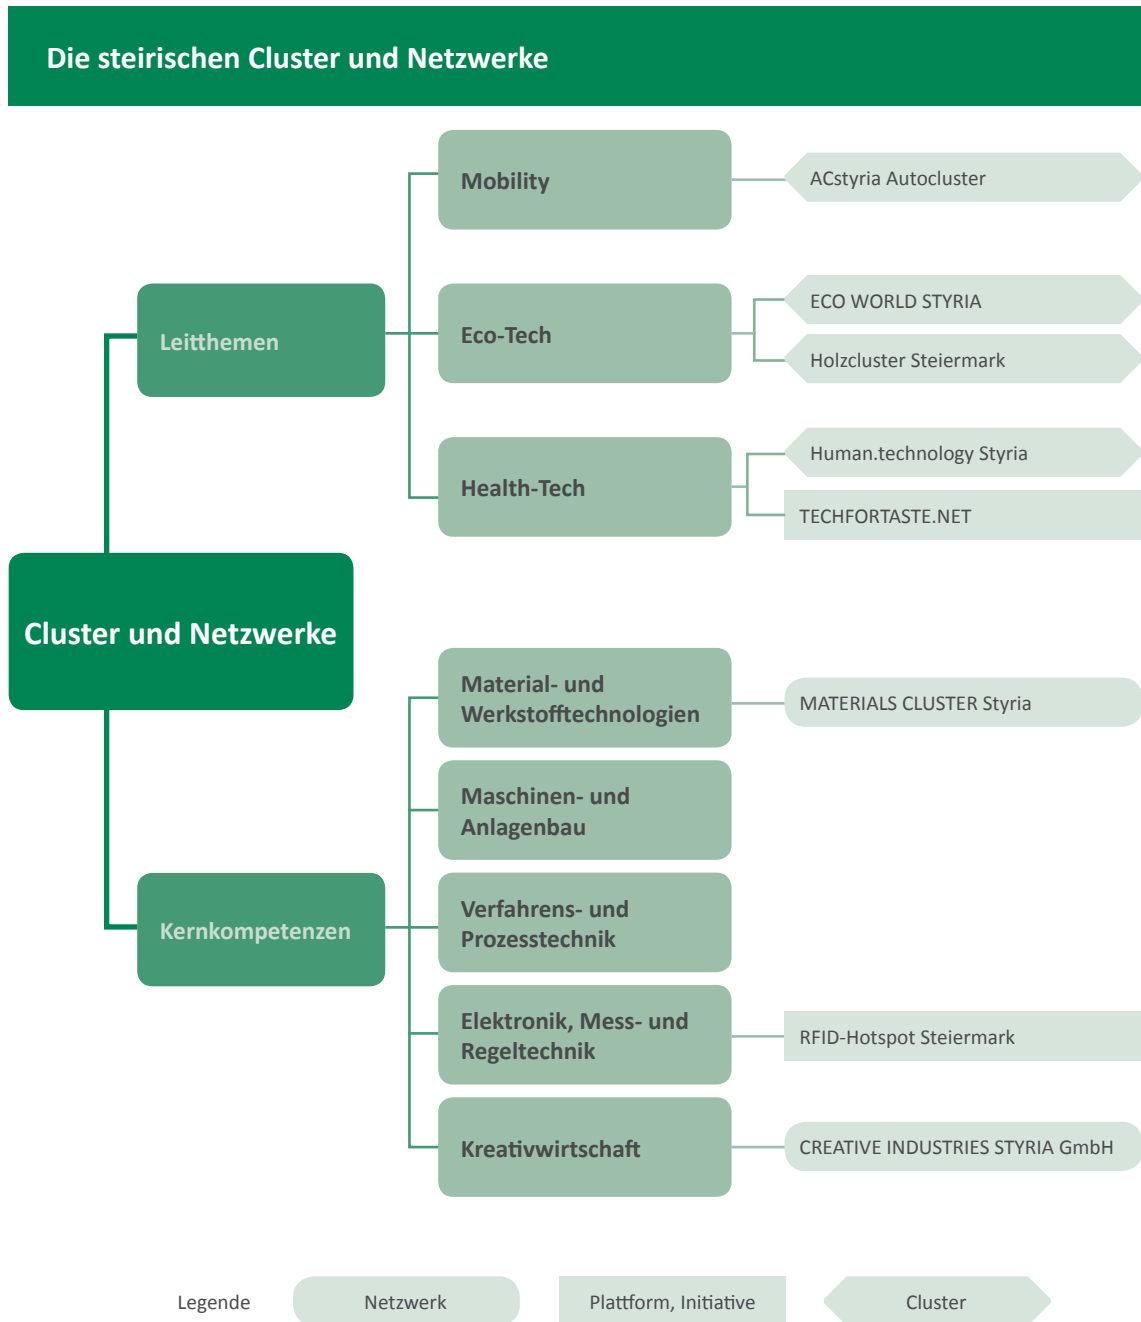 Die steirischen Cluster und Netzwerke
Mobility
ACstyria Autocluster
Leitthemen
Eco-Tech
ECO WORLD STYRIA
Holzcluster Steiermark
Health-Tech
Human.technology Styria
TECHFORTASTE.NET
Cluster und Netzwerke
Material- und
Werkstofftechnologien
MATERIALS CLUSTER Styria
Maschinen- und
Anlagenbau
Kernkompetenzen
Verfahrens- und
Prozesstechnik
Elektronik, Mess- und
Regeltechnik
RFID-Hotspot Steiermark
Kreativwirtschaft
CREATIVE INDUSTRIES STYRIA GmbH
Legende
Netzwerk
Plattform, Initiative
Cluster